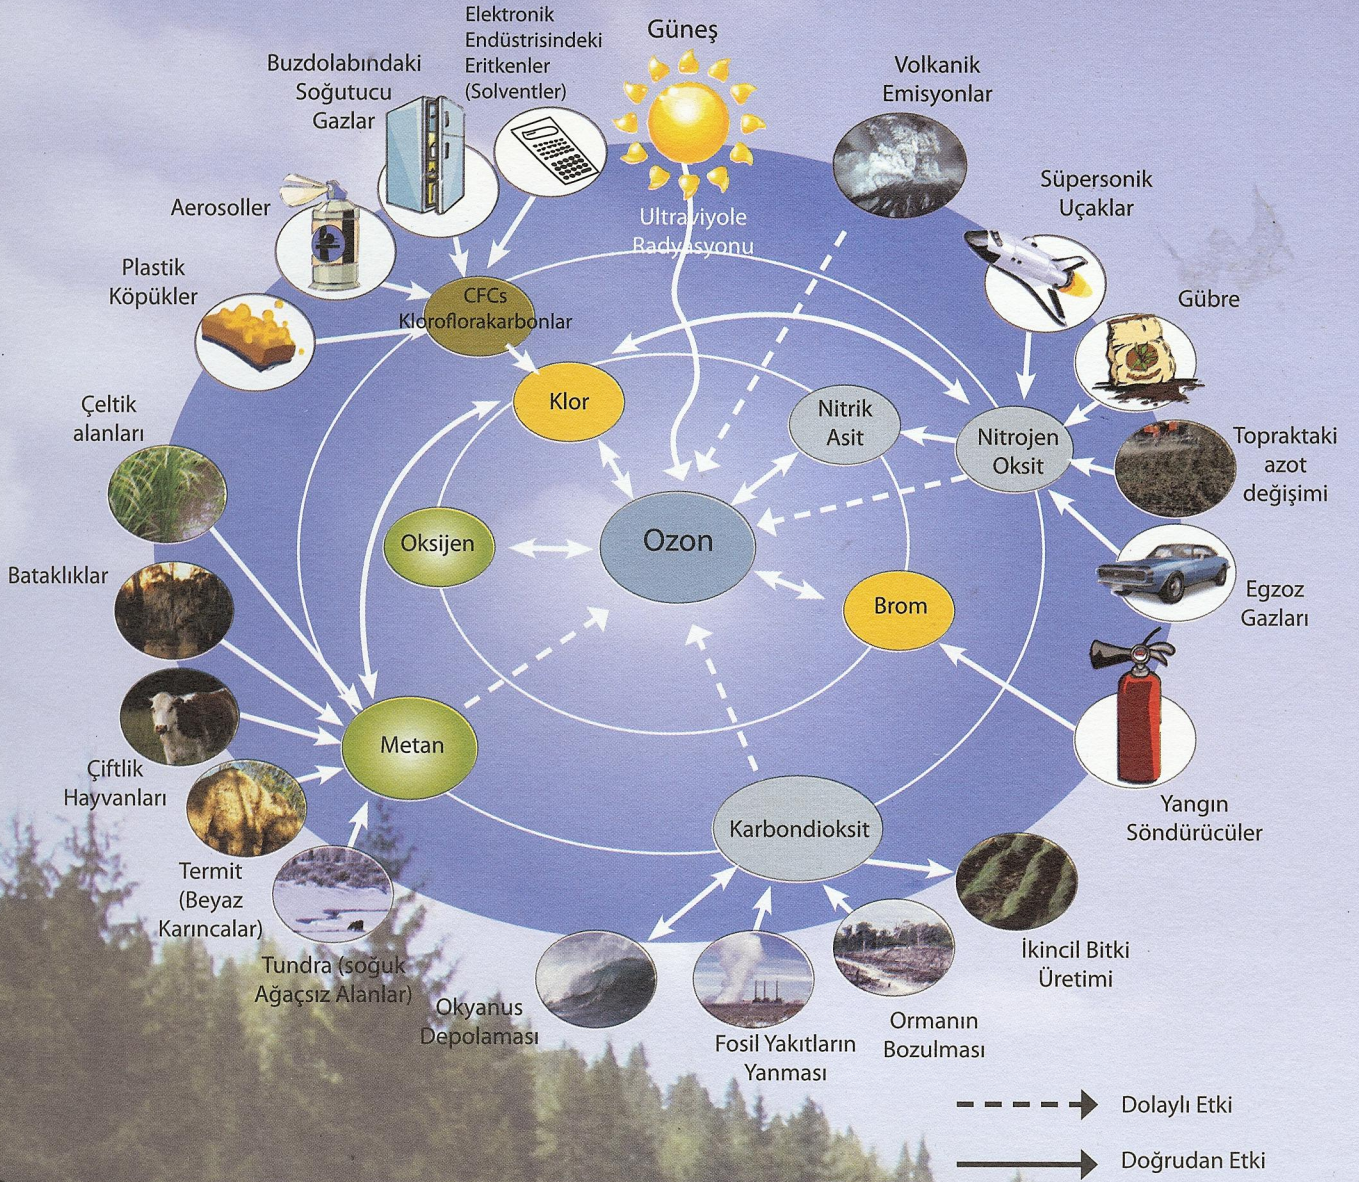 Elektronik
Endüstrisindeki
Eritkenler
(Solventler)
Güneş
Buzdolabındaki
Soğutucu
Gazlar
Volkanik
Emisyonlar
Süpersonik
Uçaklar
Aerosoller
Ultraviyole
Radyasyonu
Plastik
Köpükler
CFCs
Kloroflorakarbonlar
Gübre
Klor
Nitrik
Asit
Nitrojen
Oksit
Çeltik
alanları
Topraktaki
azot
değişimi
Oksijen
Ozon
Bataklıklar
Brom
Egzoz
Gazları
Metan
Çiftlik
Hayvanları
Karbondioksit
Yangın
Söndürücüler
Termit
(Beyaz
Karıncalar)
Tundra (soğuk
Ağaçsız Alanlar)
Okyanus
Depolaması
Fosil Yakıtların
Yanması
Ormanın
Bozulması
İkincil Bitki
Üretimi
Dolaylı Etki
Doğrudan Etki